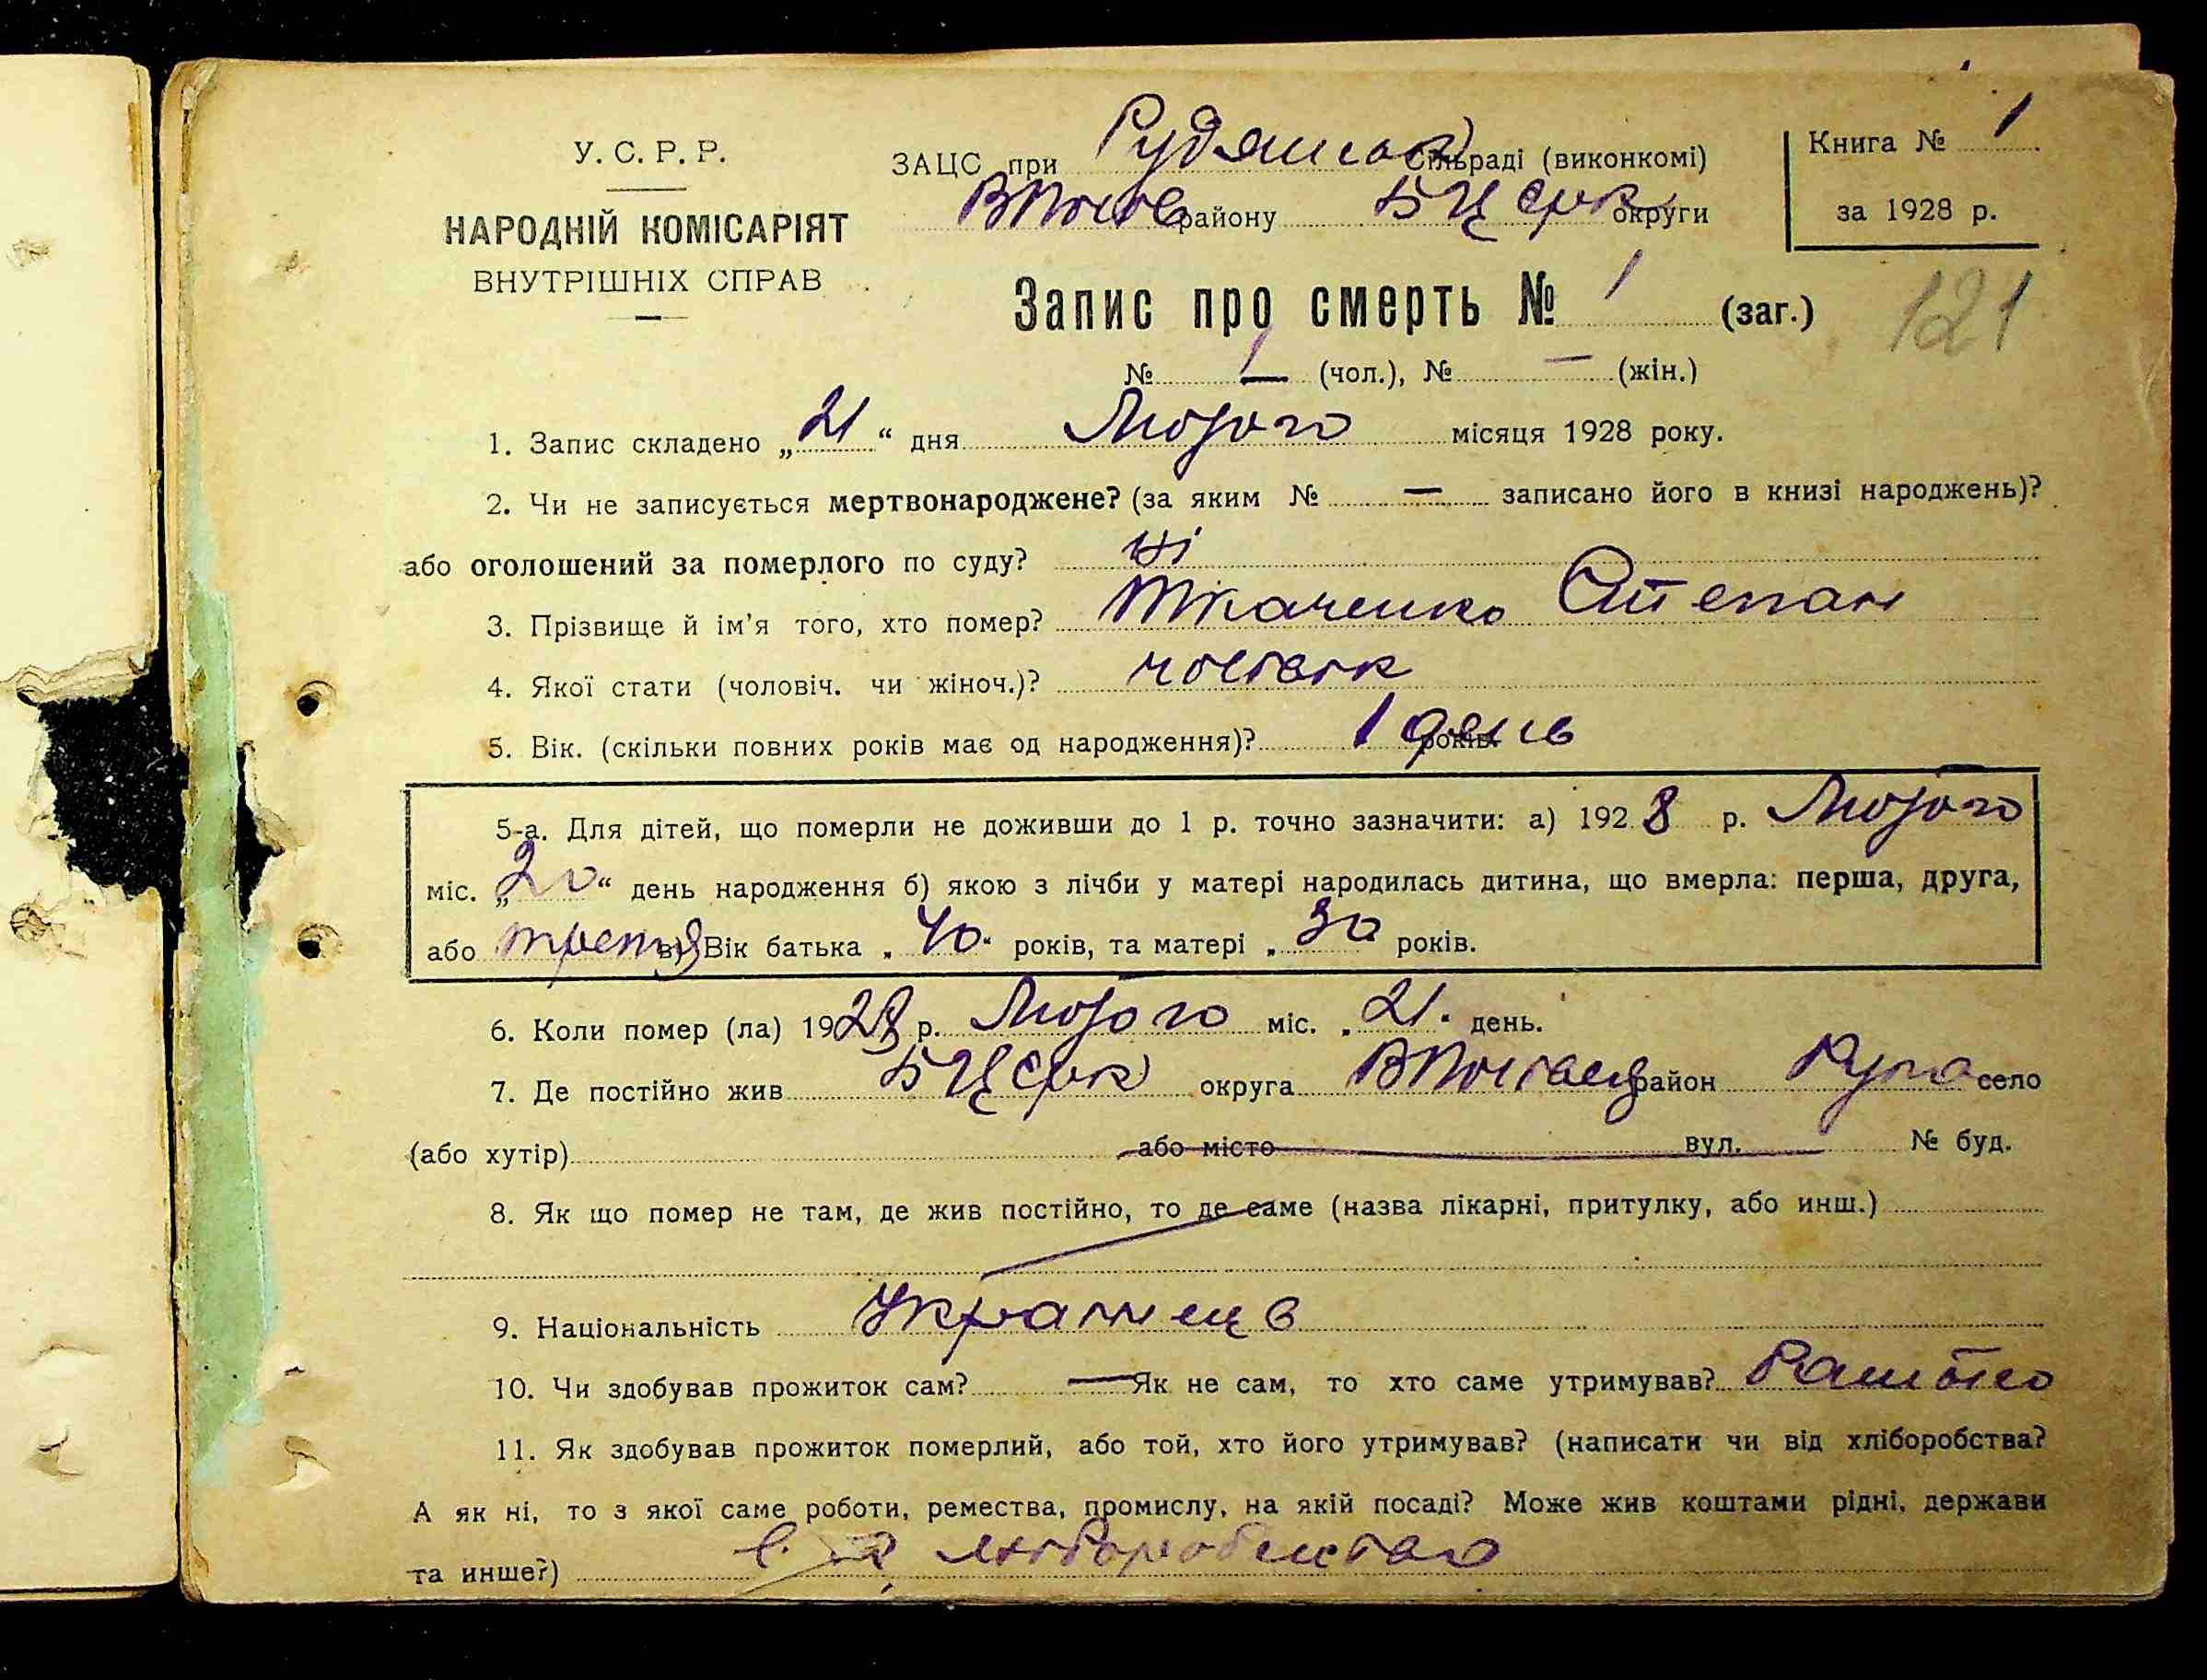 У. С. Р. Р.
НАРОДНІЙ КОМІСАРІЯТ
ВНУТРІШНІХ СПРАВ
ЗАЦС при Рудянськ сільраді (виконкомі)
району БЦерк округи
Книга № 1
за 1928 р.
Запис про смерть № 1 (заг.)
121
№ 1 (чол.), № — (жін.)
1. Запис складено „21“ дня Лютого місяця 1928 року.
2. Чи не записується мертвонароджене? (за яким № — записано його в книзі народжень)?
або оголошений за померлого по суду? ні
3. Прізвище й ім'я того, хто помер? Ткаченко Степан
4. Якої стати (чоловіч. чи жіноч.)?
5. Вік. (скільки повних років має од народження)? 1 день років.
5-а. Для дітей, що померли не доживши до 1 р. точно зазначити: а) 1928 р. Лютого
міс. „20“ день народження б) якою з лічби у матері народилась дитина, що вмерла: перша, друга,
або третя в) Вік батька „40“ років, та матері „30 років.
6. Коли помер (ла) 1928 р. Лютого міс. „21“ день.
7. Де постійно жив БЦерк округа район Руда село
(або хутір) або місто вул. № буд.
8. Як що помер не там, де жив постійно, то де саме (назва лікарні, притулку, або инш.)
9. Національність Українець
10. Чи здобував прожиток сам? — Як не сам, то хто саме утримував? Батько
11. Як здобував прожиток померлий, або той, хто його утримував? (написати чи від хліборобства?
А як ні, то з якої саме роботи, ремества, промислу, на якій посаді? Може жив коштами рідні, держави
та инше?) хліборобства